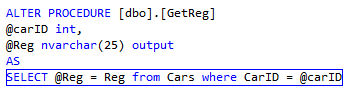 ALTER PROCEDURE [dbo].[GetReg]
@carID int,
@Reg nvarchar(25) output
AS
SELECT @Reg = Reg from Cars where CarID = @carID